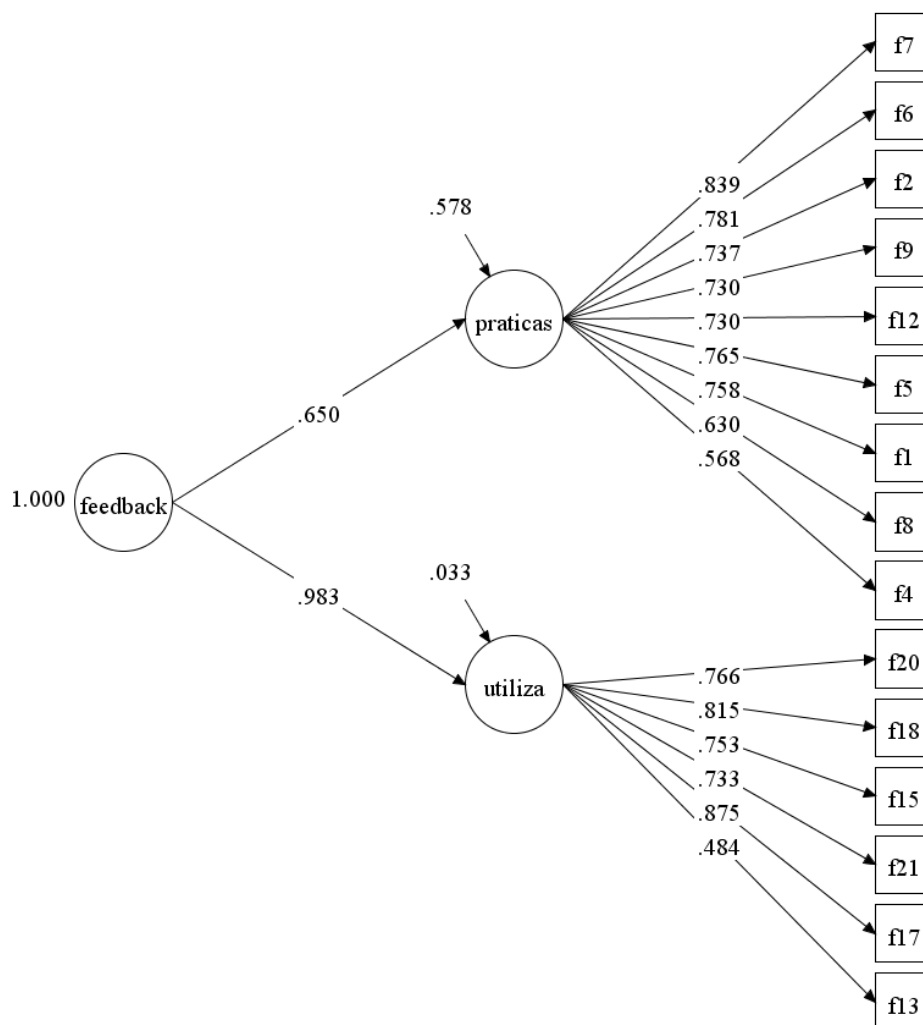 f7
f6
f2
f9
f12
f5
f1
f8
f4
.839
.781
.737
.730
.730
.765
.758
.630
.568
.578
praticas
.650
1.000
feedback
.983
.033
utiliza
.766
.815
.753
.733
.875
.484
f20
f18
f15
f21
f17
f13